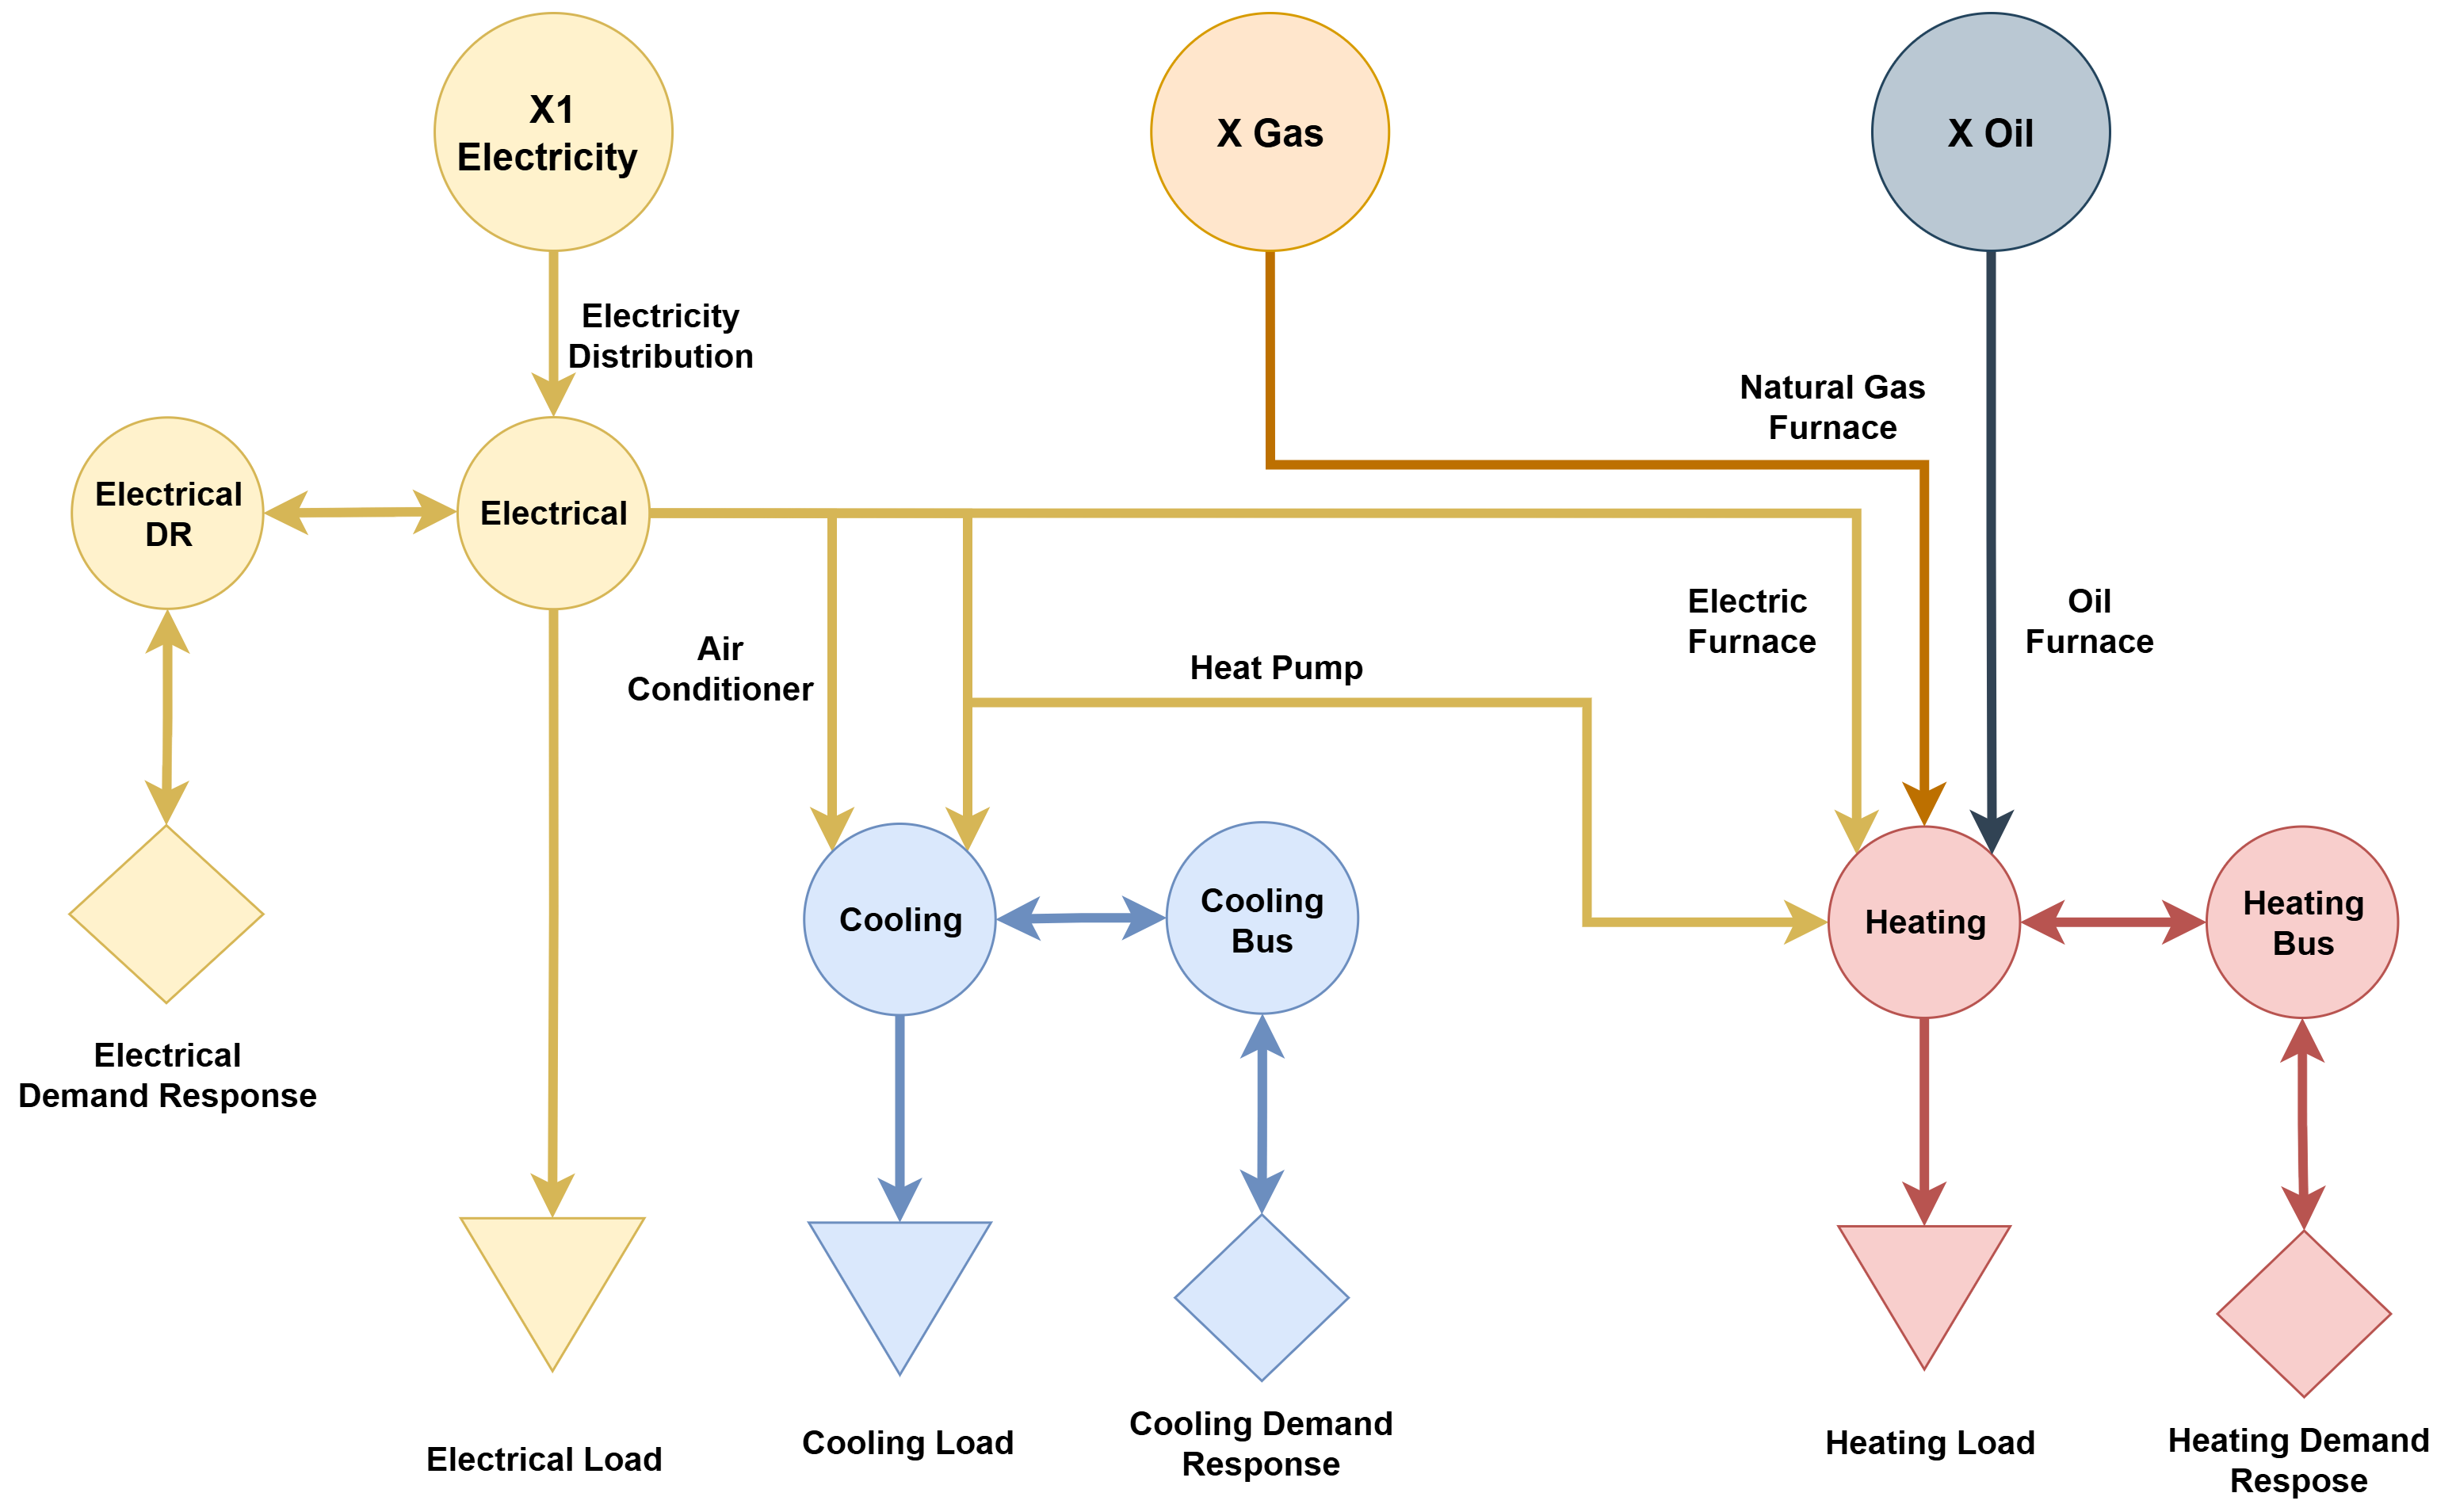 X1
Electricity
X Gas
X Oil
Electricity
Distribution
Natural Gas
Furnace
Electrical
DR
Electrical
Air
Conditioner
Heat Pump
Electric
Furnace
Oil
Furnace
Cooling
Cooling
Bus
Heating
Heating
Bus
Electrical
Demand Response
Electrical Load
Cooling Load
Cooling Demand
Response
Heating Load
Heating Demand
Respose